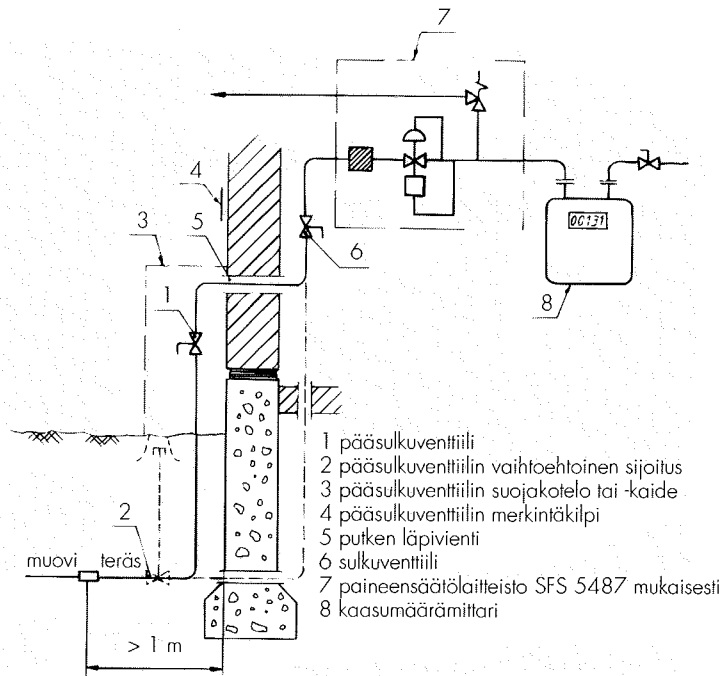 7
4
3
5
6
1
00131
8
1 pääsulkuventtiili
2 pääsulkuventtiilin vaihtoehtoinen sijoitus
3 pääsulkuventtiilin suojakotelo tai -kaide
4 pääsulkuventtiilin merkintäkilpi
5 putken läpivienti
6 sulkuventtiili
7 paineensäätölaitteisto SFS 5487 mukaisesti
8 kaasumäärämittari
2
muovi teräs
> 1 m